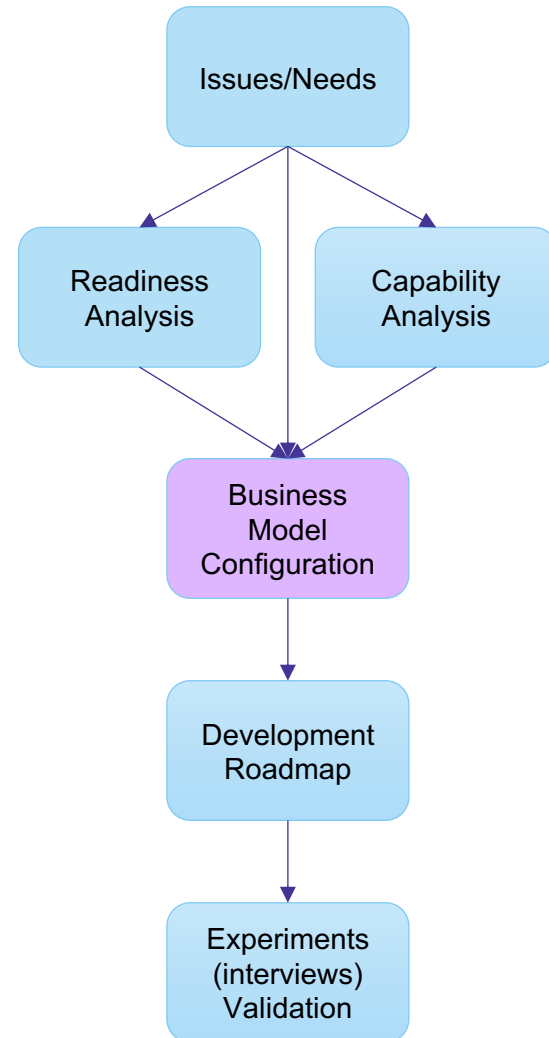 Issues/Needs
Readiness
Analysis
Capability
Analysis
Business
Model
Configuration
Development
Roadmap
Experiments
(interviews)
Validation